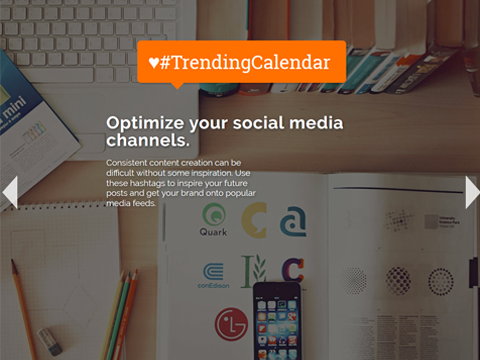 ♥#TrendingCalendar
Optimize your social media
channels.
Consistent content creation can be
difficult without some inspiration. Use
these hashtags to inspire your future
posts and get your brand onto popular
media feeds.
mini
Quark
conEdison
LG